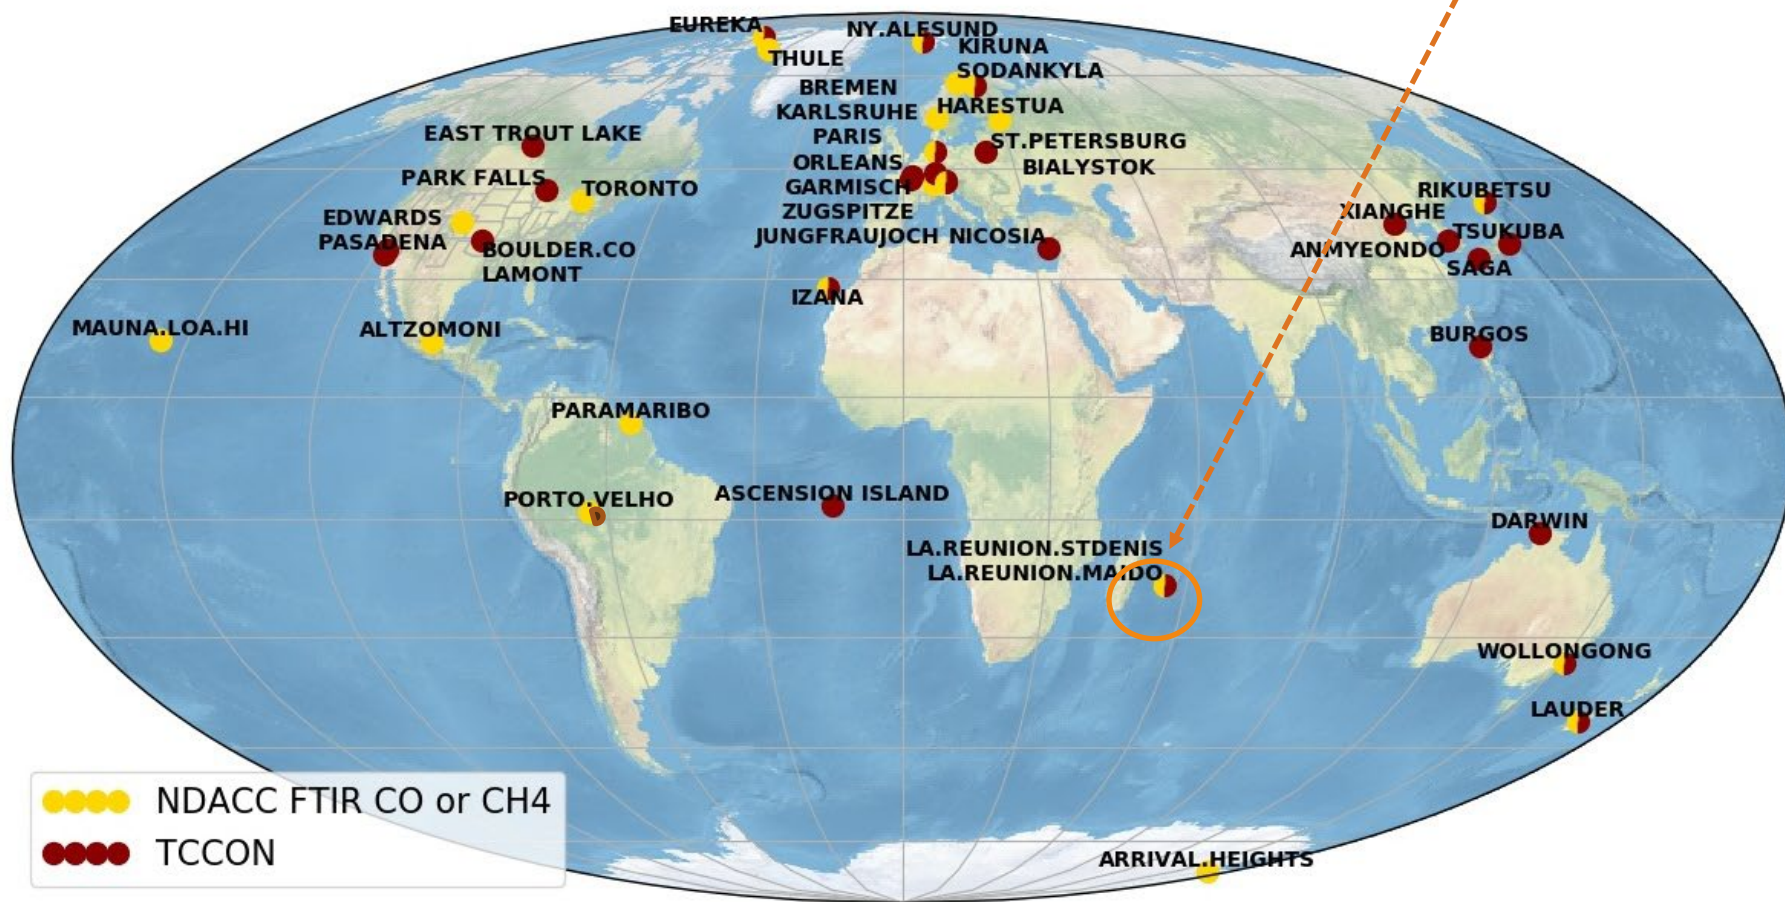 EUREKA
NY.ALESUND
KIRUNA
THULE
SODANKYLA
BREMEN
HARESTUA
KARLSRUHE
EAST TROUT LAKE
PARIS
ST.PETERSBURG
ORLEANS
BIALYSTOK
PARK FALLS
TORONTO
GARMISCH
RIKUBETSU
EDWARDS
ZUGSPITZE
XIANGHE
PASADENA
JUNGFRAUJOCH
NICOSIA
TSUKUBA
BOULDER.CO
ANMYEONDO
LAMONT
SAGA
IZANA
MAUNA.LOA.HI
ALTZOMONI
BURGOS
PARAMARIBO
PORTO.VELHO
ASCENSION ISLAND
DARWIN
LA.REUNION.STDENIS
LA.REUNION.MAIDO
WOLLONGONG
LAUDER
NDACC FTIR CO or CH4
TCCON
ARRIVAL.HEIGHTS